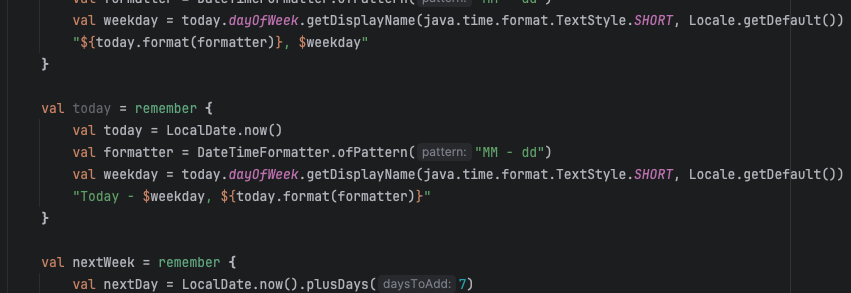 val formatter = DateTimeFormatter.ofPattern( pattern: "MM - dd")
val weekday = today.dayOfWeek.getDisplayName(java.time.format.TextStyle.SHORT, Locale.getDefault())
"${today.format(formatter)}, $weekday"
}
val today = remember {
val today = LocalDate.now()
val formatter = DateTimeFormatter.ofPattern( pattern: "MM - dd")
val weekday = today.dayOfWeek.getDisplayName(java.time.format.TextStyle.SHORT, Locale.getDefault())
"Today - $weekday, ${today.format(formatter)}"
}
val nextWeek = remember {
val nextDay = LocalDate.now().plusDays( daysToAdd: 7)